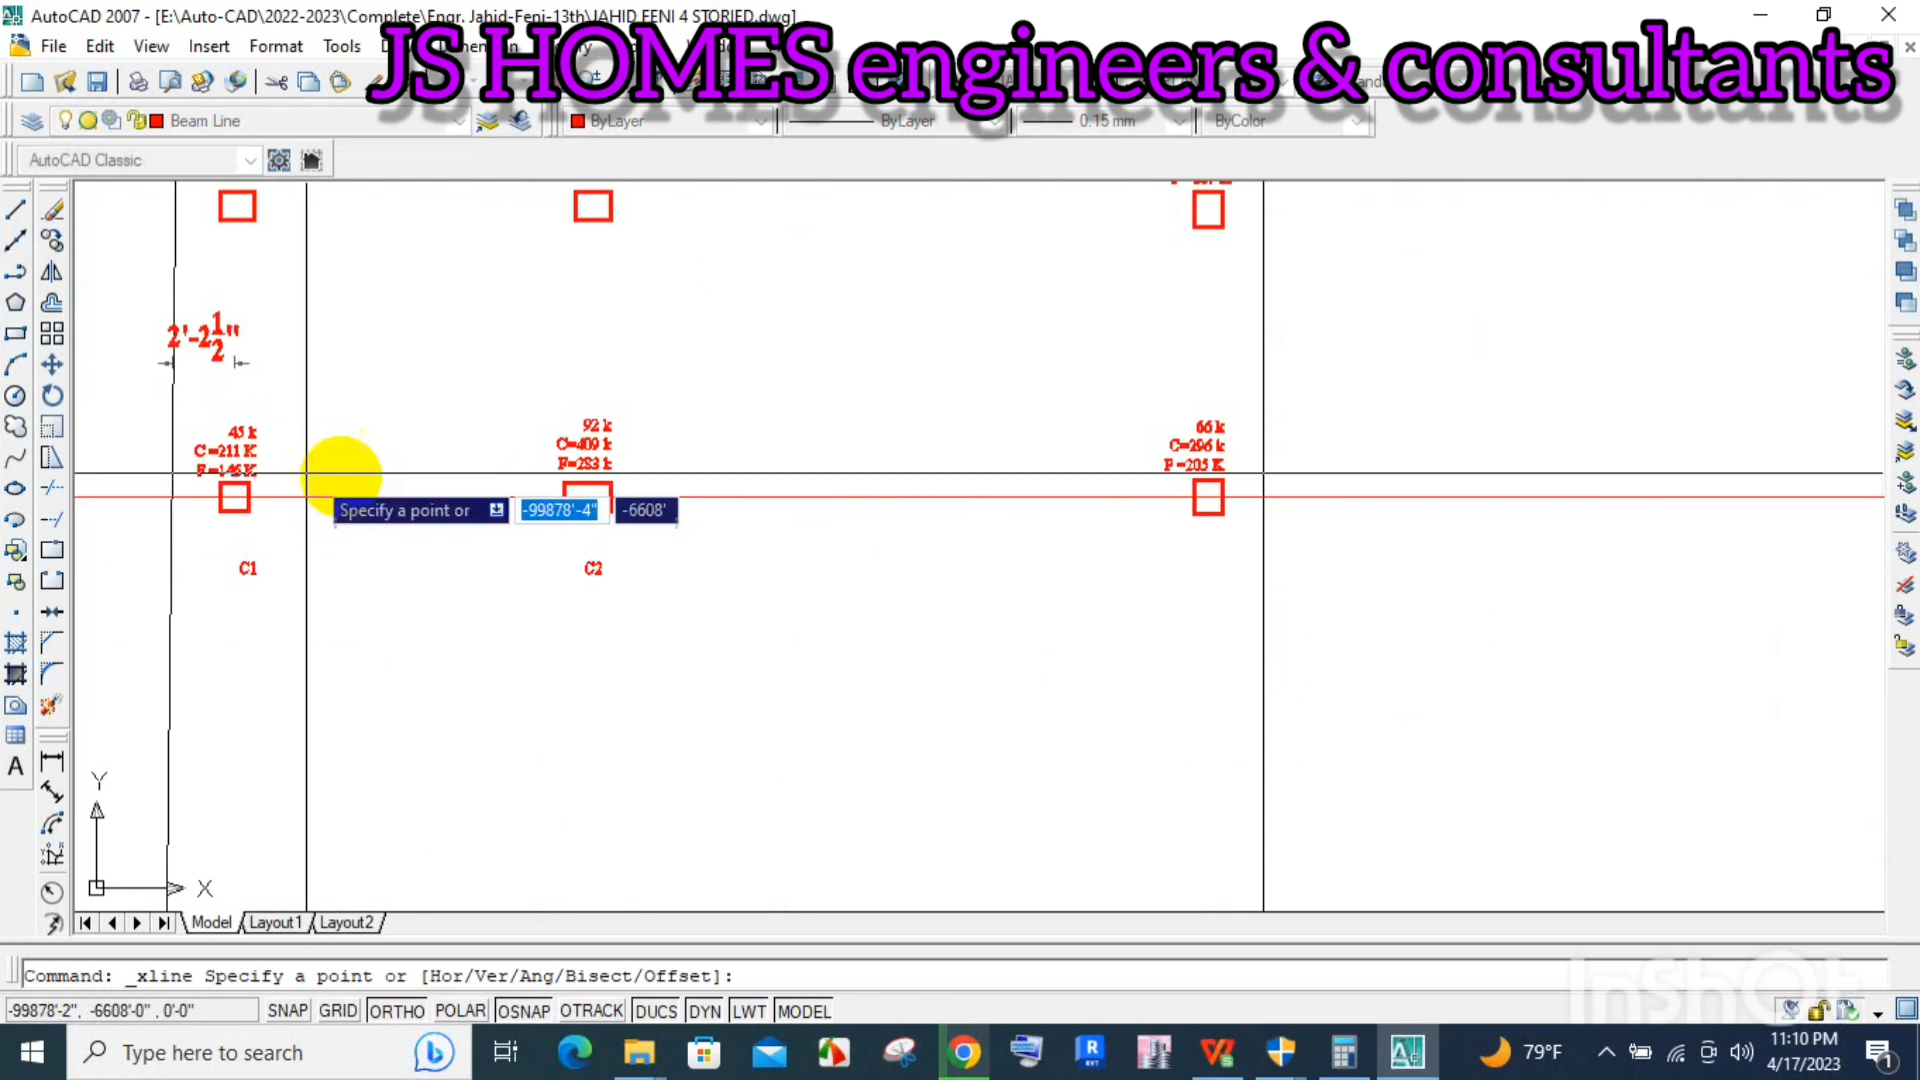 AutoCAD 2007 - [E:\Auto-CAD\2022-2023\Complete\Engr. Jahid-Feni-13th\JAHID FENI 4 STORIED.dwg]
JS HOMES engineers & consultants
File Edit View Insert Format Tools
Beam Line
ByLayer
ByLayer
0.15 mm
ByColor
AutoCAD Classic
2'-2 1/2"
45 k
C=211 K
F=146 K
92 k
C=409 k
F=283 k
66 k
C=296 k
F=205 K
Specify a point or
-99878'-4"
-6608'
C1
C2
Y
X
A
Model
Layout1
Layout2
Command: _xline Specify a point or [Hor/Ver/Ang/Bisect/Offset]:
-99878'-2", -6608'-0" , 0'-0"
SNAP GRID ORTHO POLAR OSNAP OTRACK DUCS DYN LWT MODEL
InShOt
Type here to search
79°F
11:10 PM
4/17/2023
1